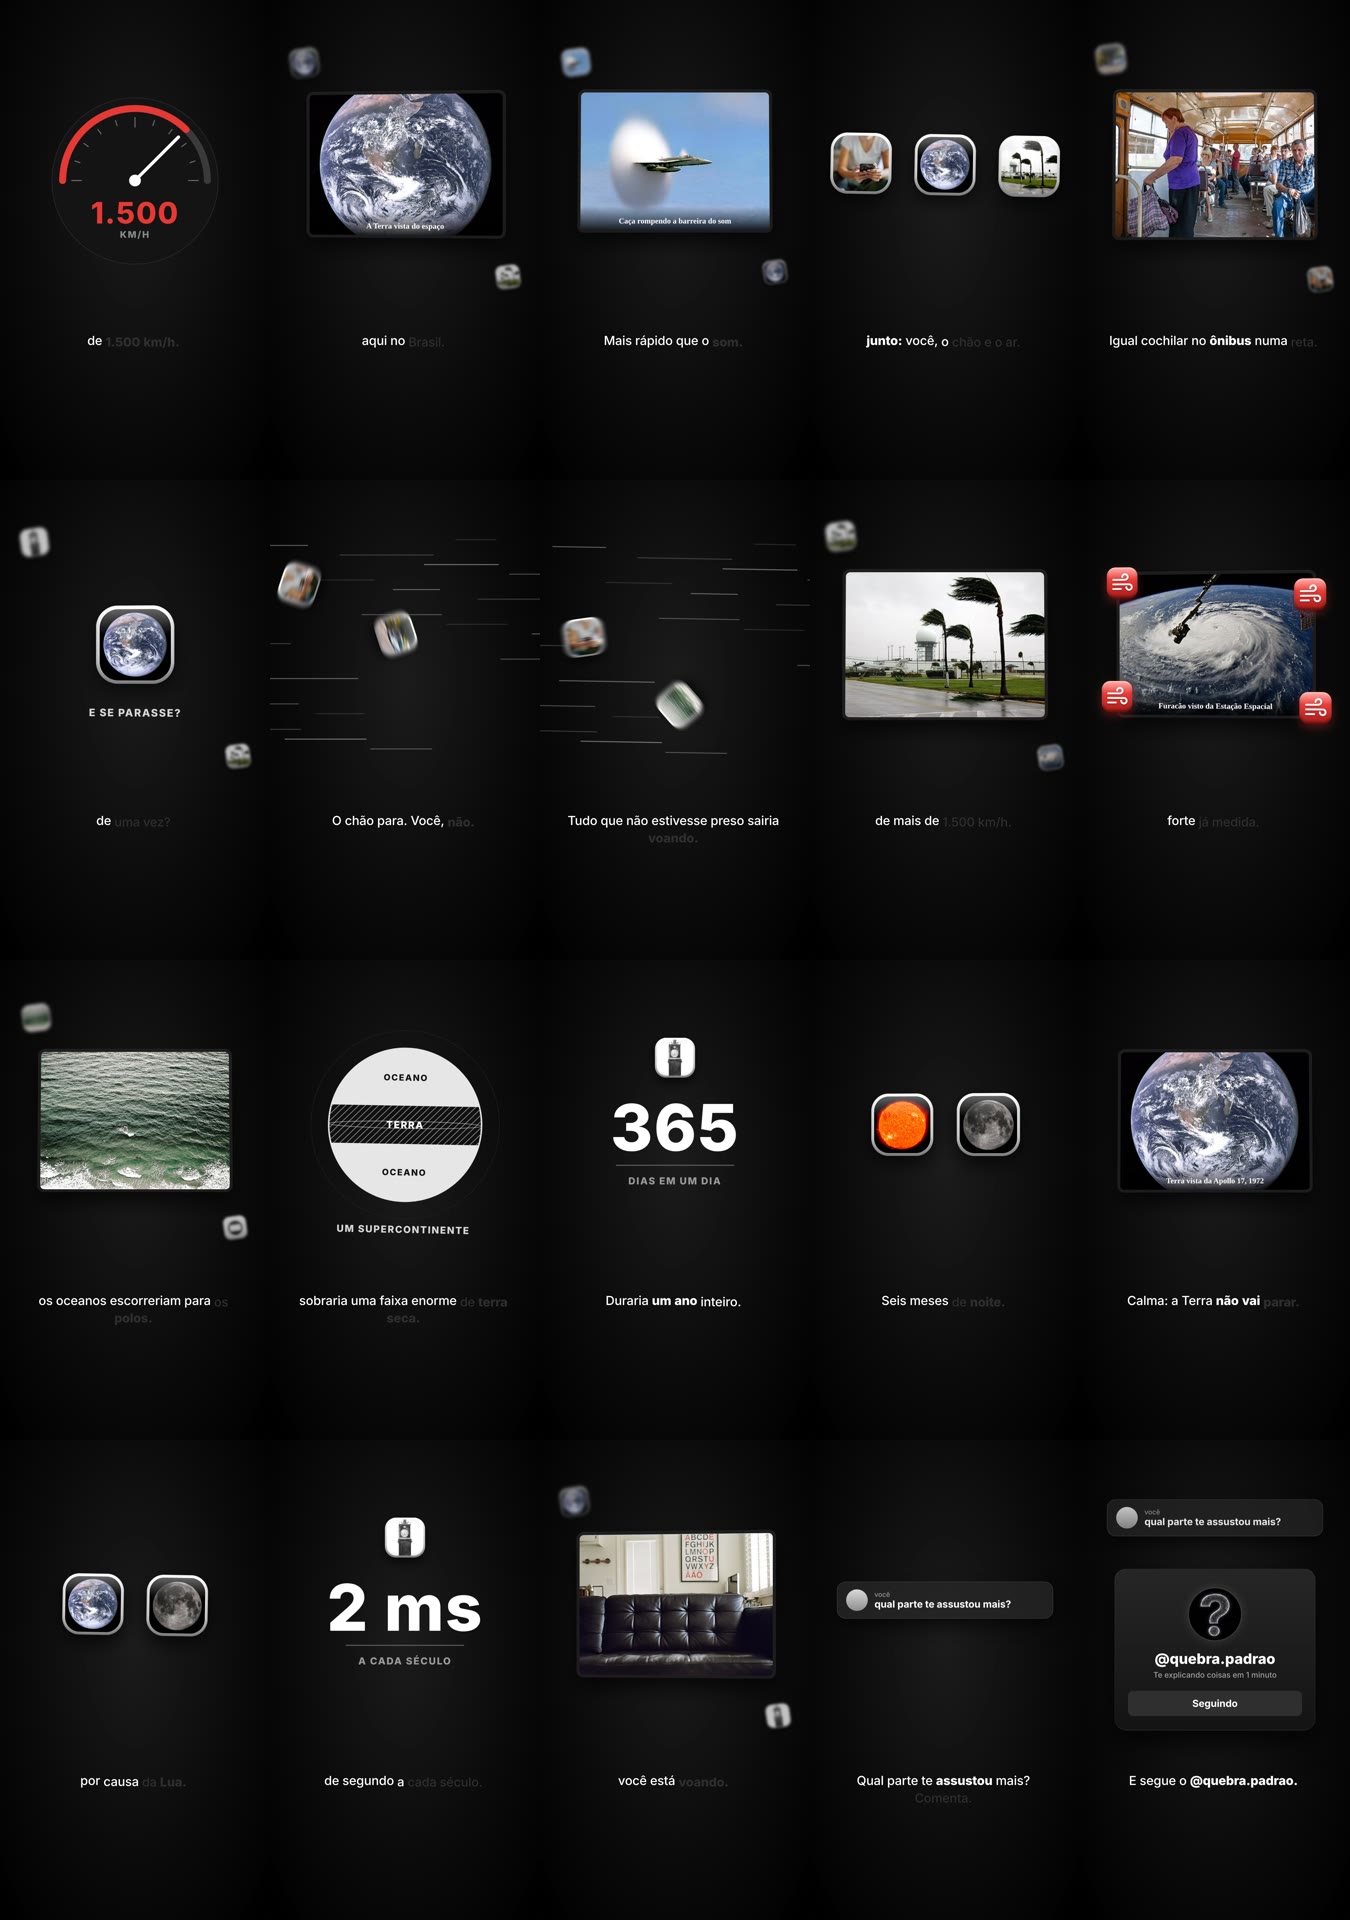 1.500
KM/H
de 1.500 km/h.
A Terra vista do espaço
aqui no Brasil.
Caça rompendo a barreira do som
Mais rápido que o som.
junto: você, o chão e o ar.
Igual cochilar no ônibus numa reta.
E SE PARASSE?
de uma vez?
O chão para. Você, não.
Tudo que não estivesse preso sairia
voando.
de mais de 1.500 km/h.
Furacão visto da Estação Espacial
forte já medida.
os oceanos escorreriam para os
polos.
OCEANO
TERRA
OCEANO
UM SUPERCONTINENTE
sobraria uma faixa enorme de terra
seca.
365
DIAS EM UM DIA
Duraria um ano inteiro.
Seis meses de noite.
Terra vista da Apollo 17, 1972
Calma: a Terra não vai parar.
por causa da Lua.
2 ms
A CADA SÉCULO
de segundo a cada século.
ABCDE
FGHIJK
LMNOP
QRSTU
VWXYZ
ÅÄÖ
você está voando.
você
qual parte te assustou mais?
Qual parte te assustou mais?
Comenta.
você
qual parte te assustou mais?
?
@quebra.padrao
Te explicando coisas em 1 minuto
Seguindo
E segue o @quebra.padrao.